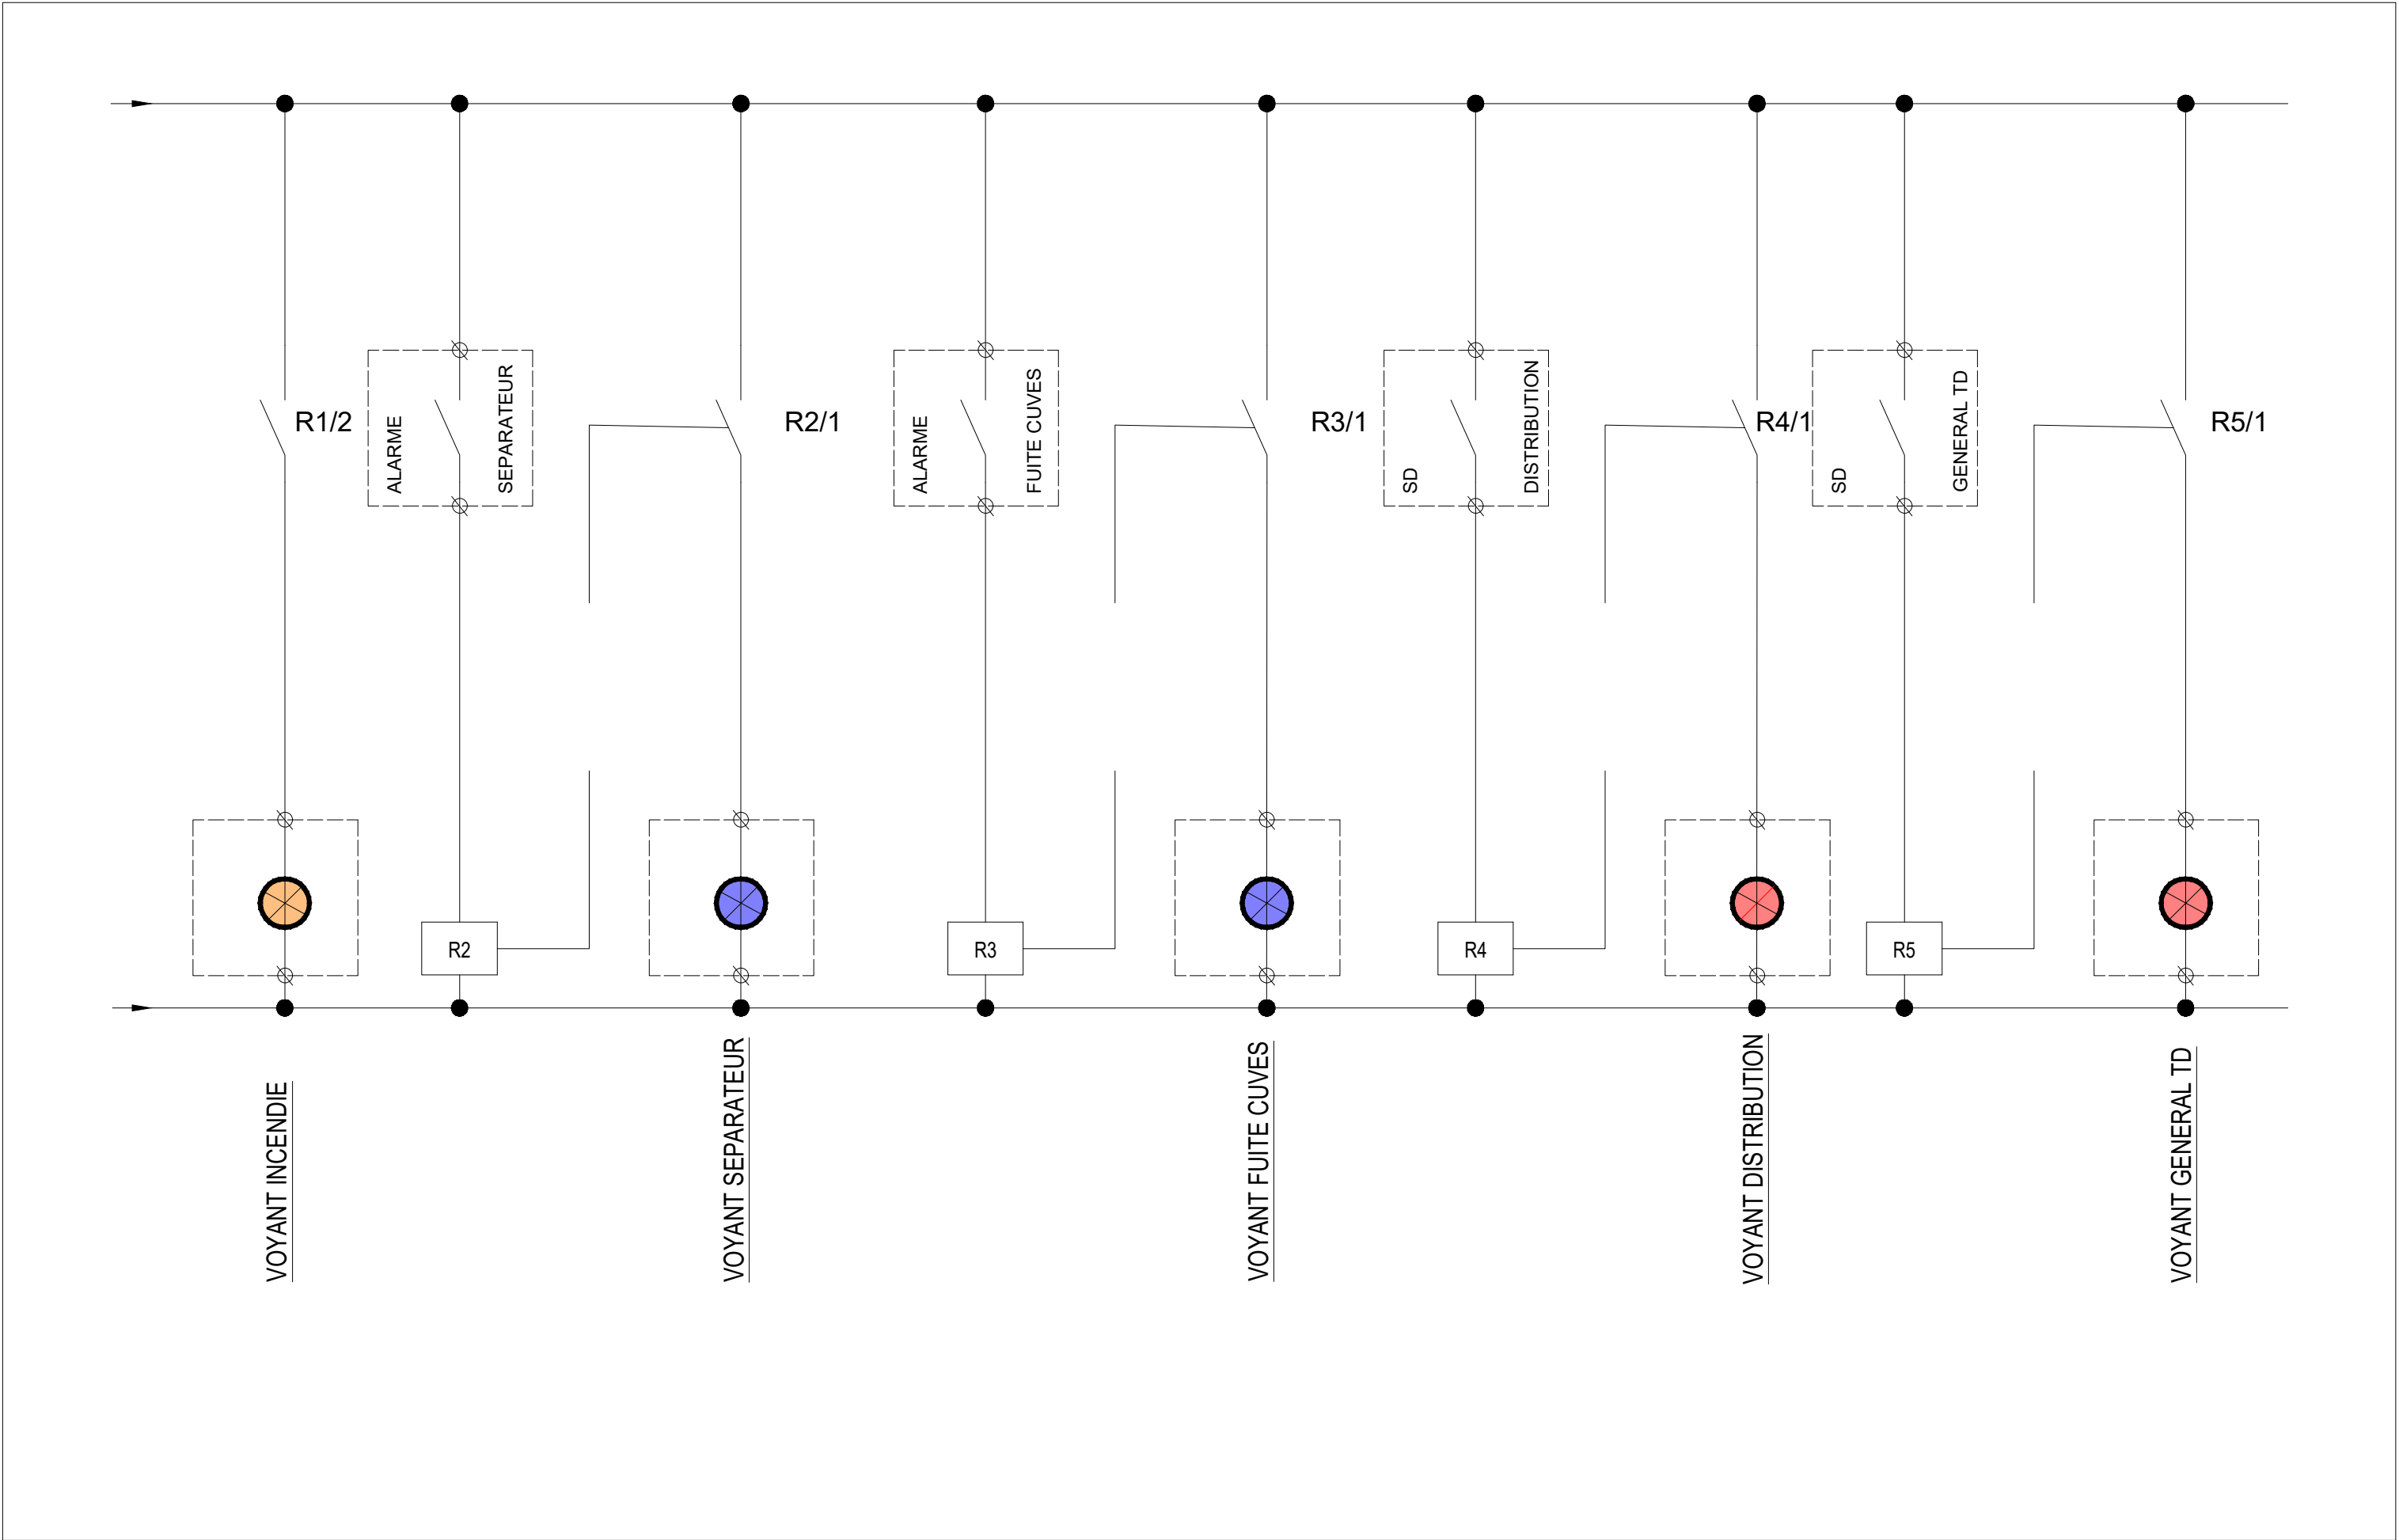 R1/2
ALARME
SEPARATEUR
R2/1
ALARME
FUITE CUVES
R3/1
SD
DISTRIBUTION
R4/1
SD
GENERAL TD
R5/1
R2
R3
R4
R5
VOYANT INCENDIE
VOYANT SEPARATEUR
VOYANT FUITE CUVES
VOYANT DISTRIBUTION
VOYANT GENERAL TD